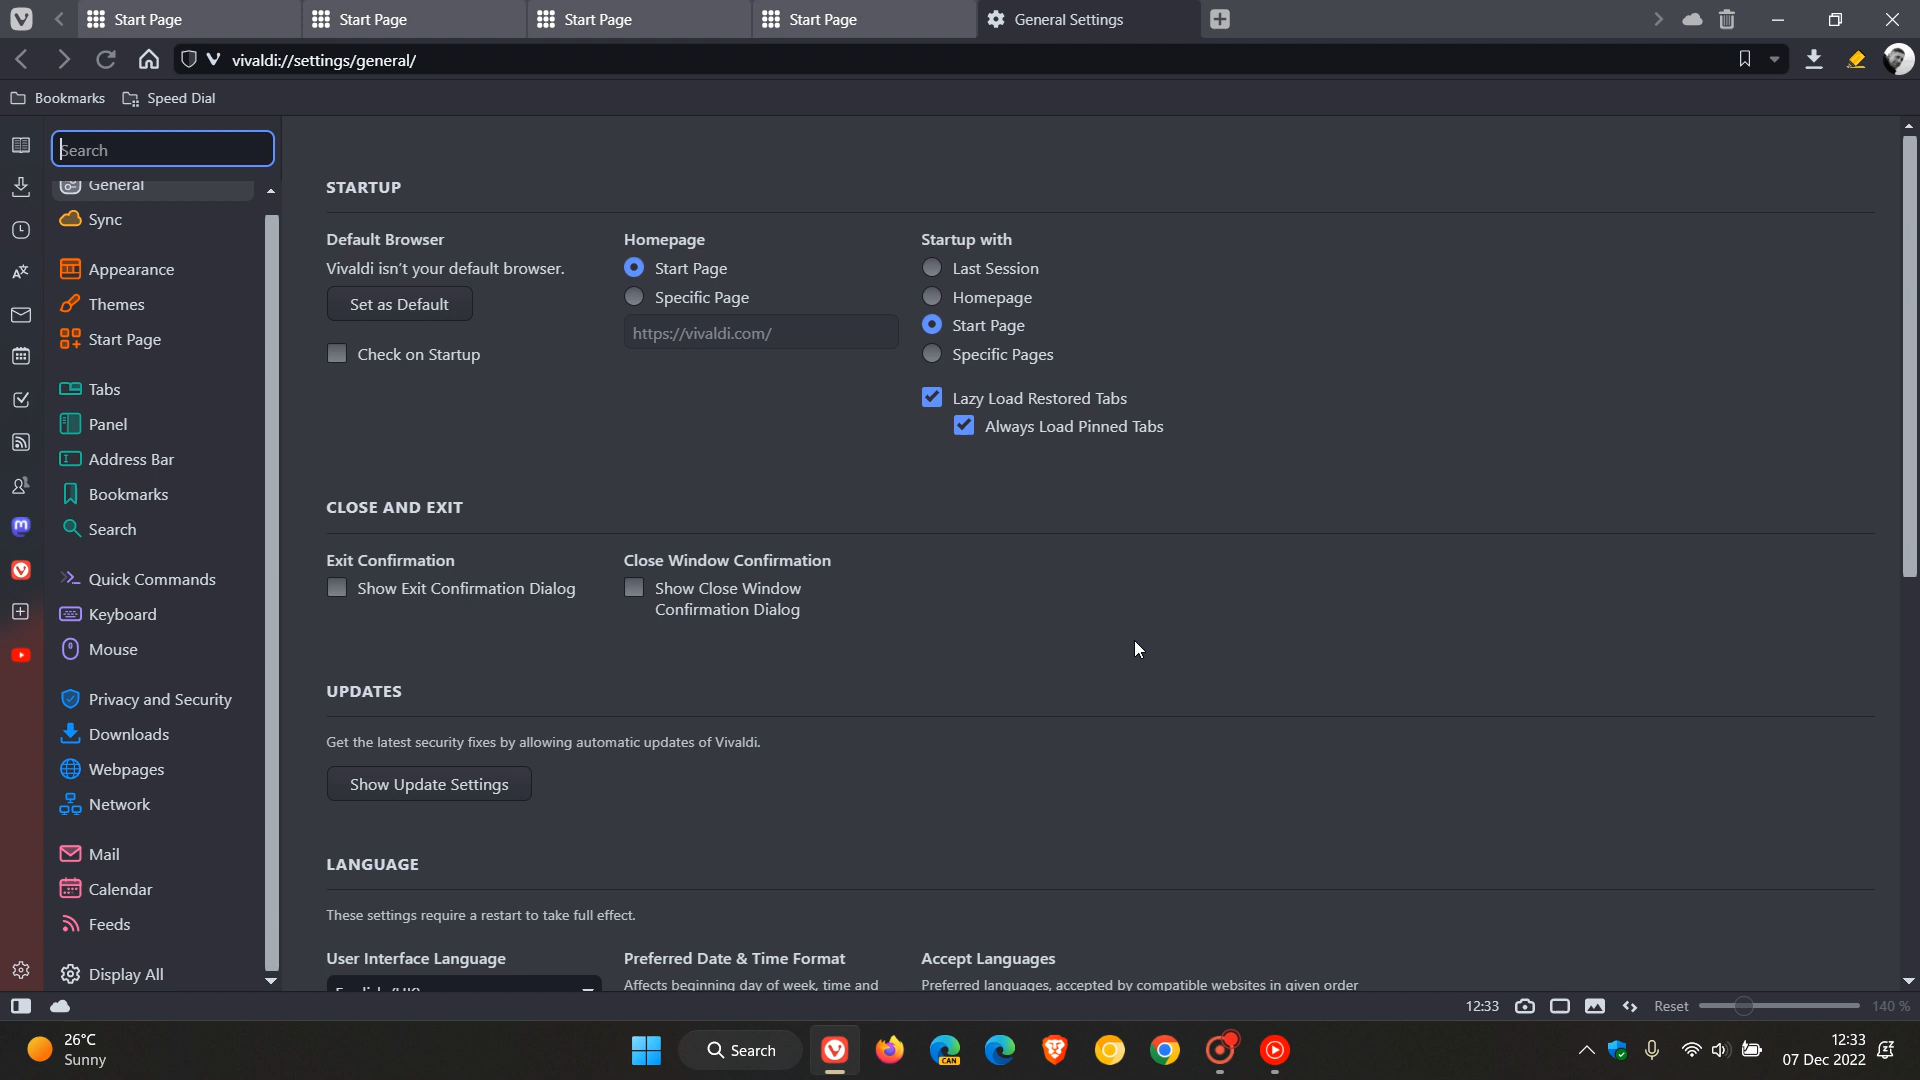 Start Page
Start Page
Start Page
Start Page
General Settings
vivaldi://settings/general/
Bookmarks
Speed Dial
Search
General
Sync
Appearance
Themes
Start Page
Tabs
Panel
Address Bar
Bookmarks
Search
Quick Commands
Keyboard
Mouse
Privacy and Security
Downloads
Webpages
Network
Mail
Calendar
Feeds
Display All
STARTUP
Default Browser
Vivaldi isn't your default browser.
Set as Default
Check on Startup
Homepage
Start Page
Specific Page
https://vivaldi.com/
Startup with
Last Session
Homepage
Start Page
Specific Pages
Lazy Load Restored Tabs
Always Load Pinned Tabs
CLOSE AND EXIT
Exit Confirmation
Show Exit Confirmation Dialog
Close Window Confirmation
Show Close Window
Confirmation Dialog
UPDATES
Get the latest security fixes by allowing automatic updates of Vivaldi.
Show Update Settings
LANGUAGE
These settings require a restart to take full effect.
User Interface Language
English (UK)
Preferred Date & Time Format
Affects beginning day of week, time and
Accept Languages
Preferred languages, accepted by compatible websites in given order
12:33
Reset
140 %
26°C
Sunny
Search
CAN
12:33
07 Dec 2022